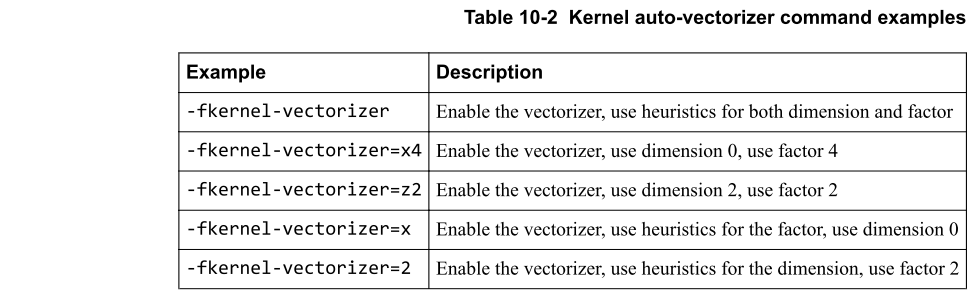 Table 10-2 Kernel auto-vectorizer command examples
Example Description
-fkernel-vectorizer Enable the vectorizer, use heuristics for both dimension and factor
-fkernel-vectorizer=x4 Enable the vectorizer, use dimension 0, use factor 4
-fkernel-vectorizer=z2 Enable the vectorizer, use dimension 2, use factor 2
-fkernel-vectorizer=x Enable the vectorizer, use heuristics for the factor, use dimension 0
-fkernel-vectorizer=2 Enable the vectorizer, use heuristics for the dimension, use factor 2